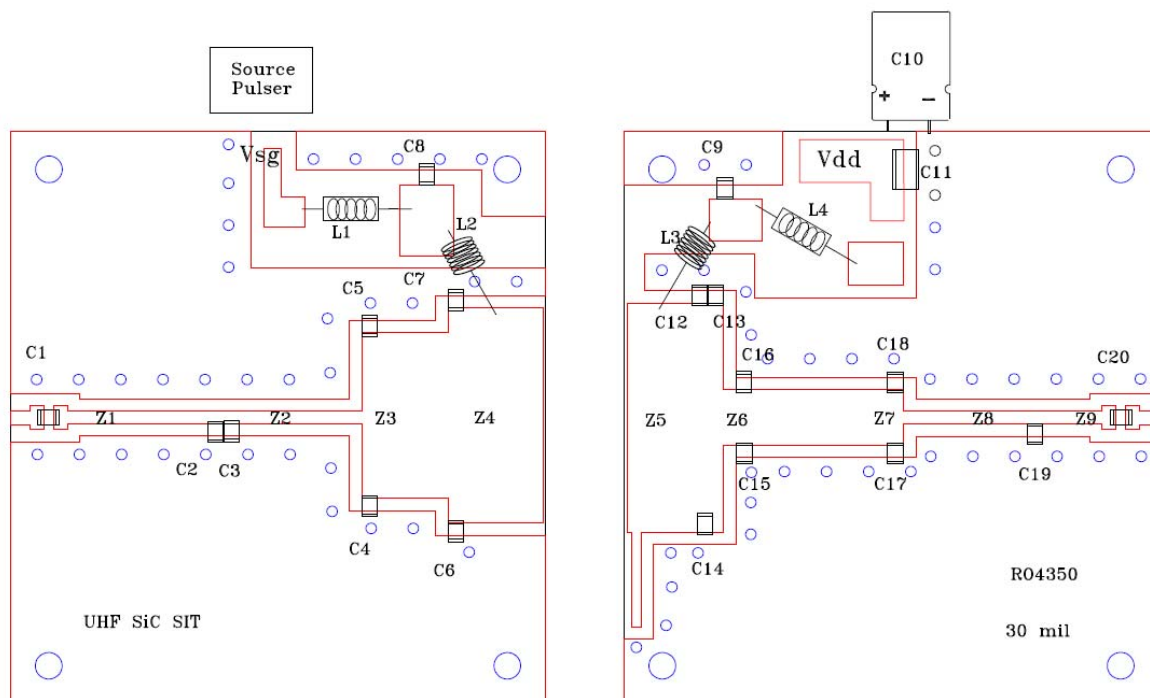 Source
Pulser
C10
+ −
Vsg
C8
C9
Vdd
C11
L1
L2
L3
L4
C5
C7
C12
C13
C16
C18
C1
C20
Z1
Z2
Z3
Z4
Z5
Z6
Z7
Z8
Z9
C2
C3
C15
C17
C19
C4
C6
C14
RO4350
UHF SiC SIT
30 mil